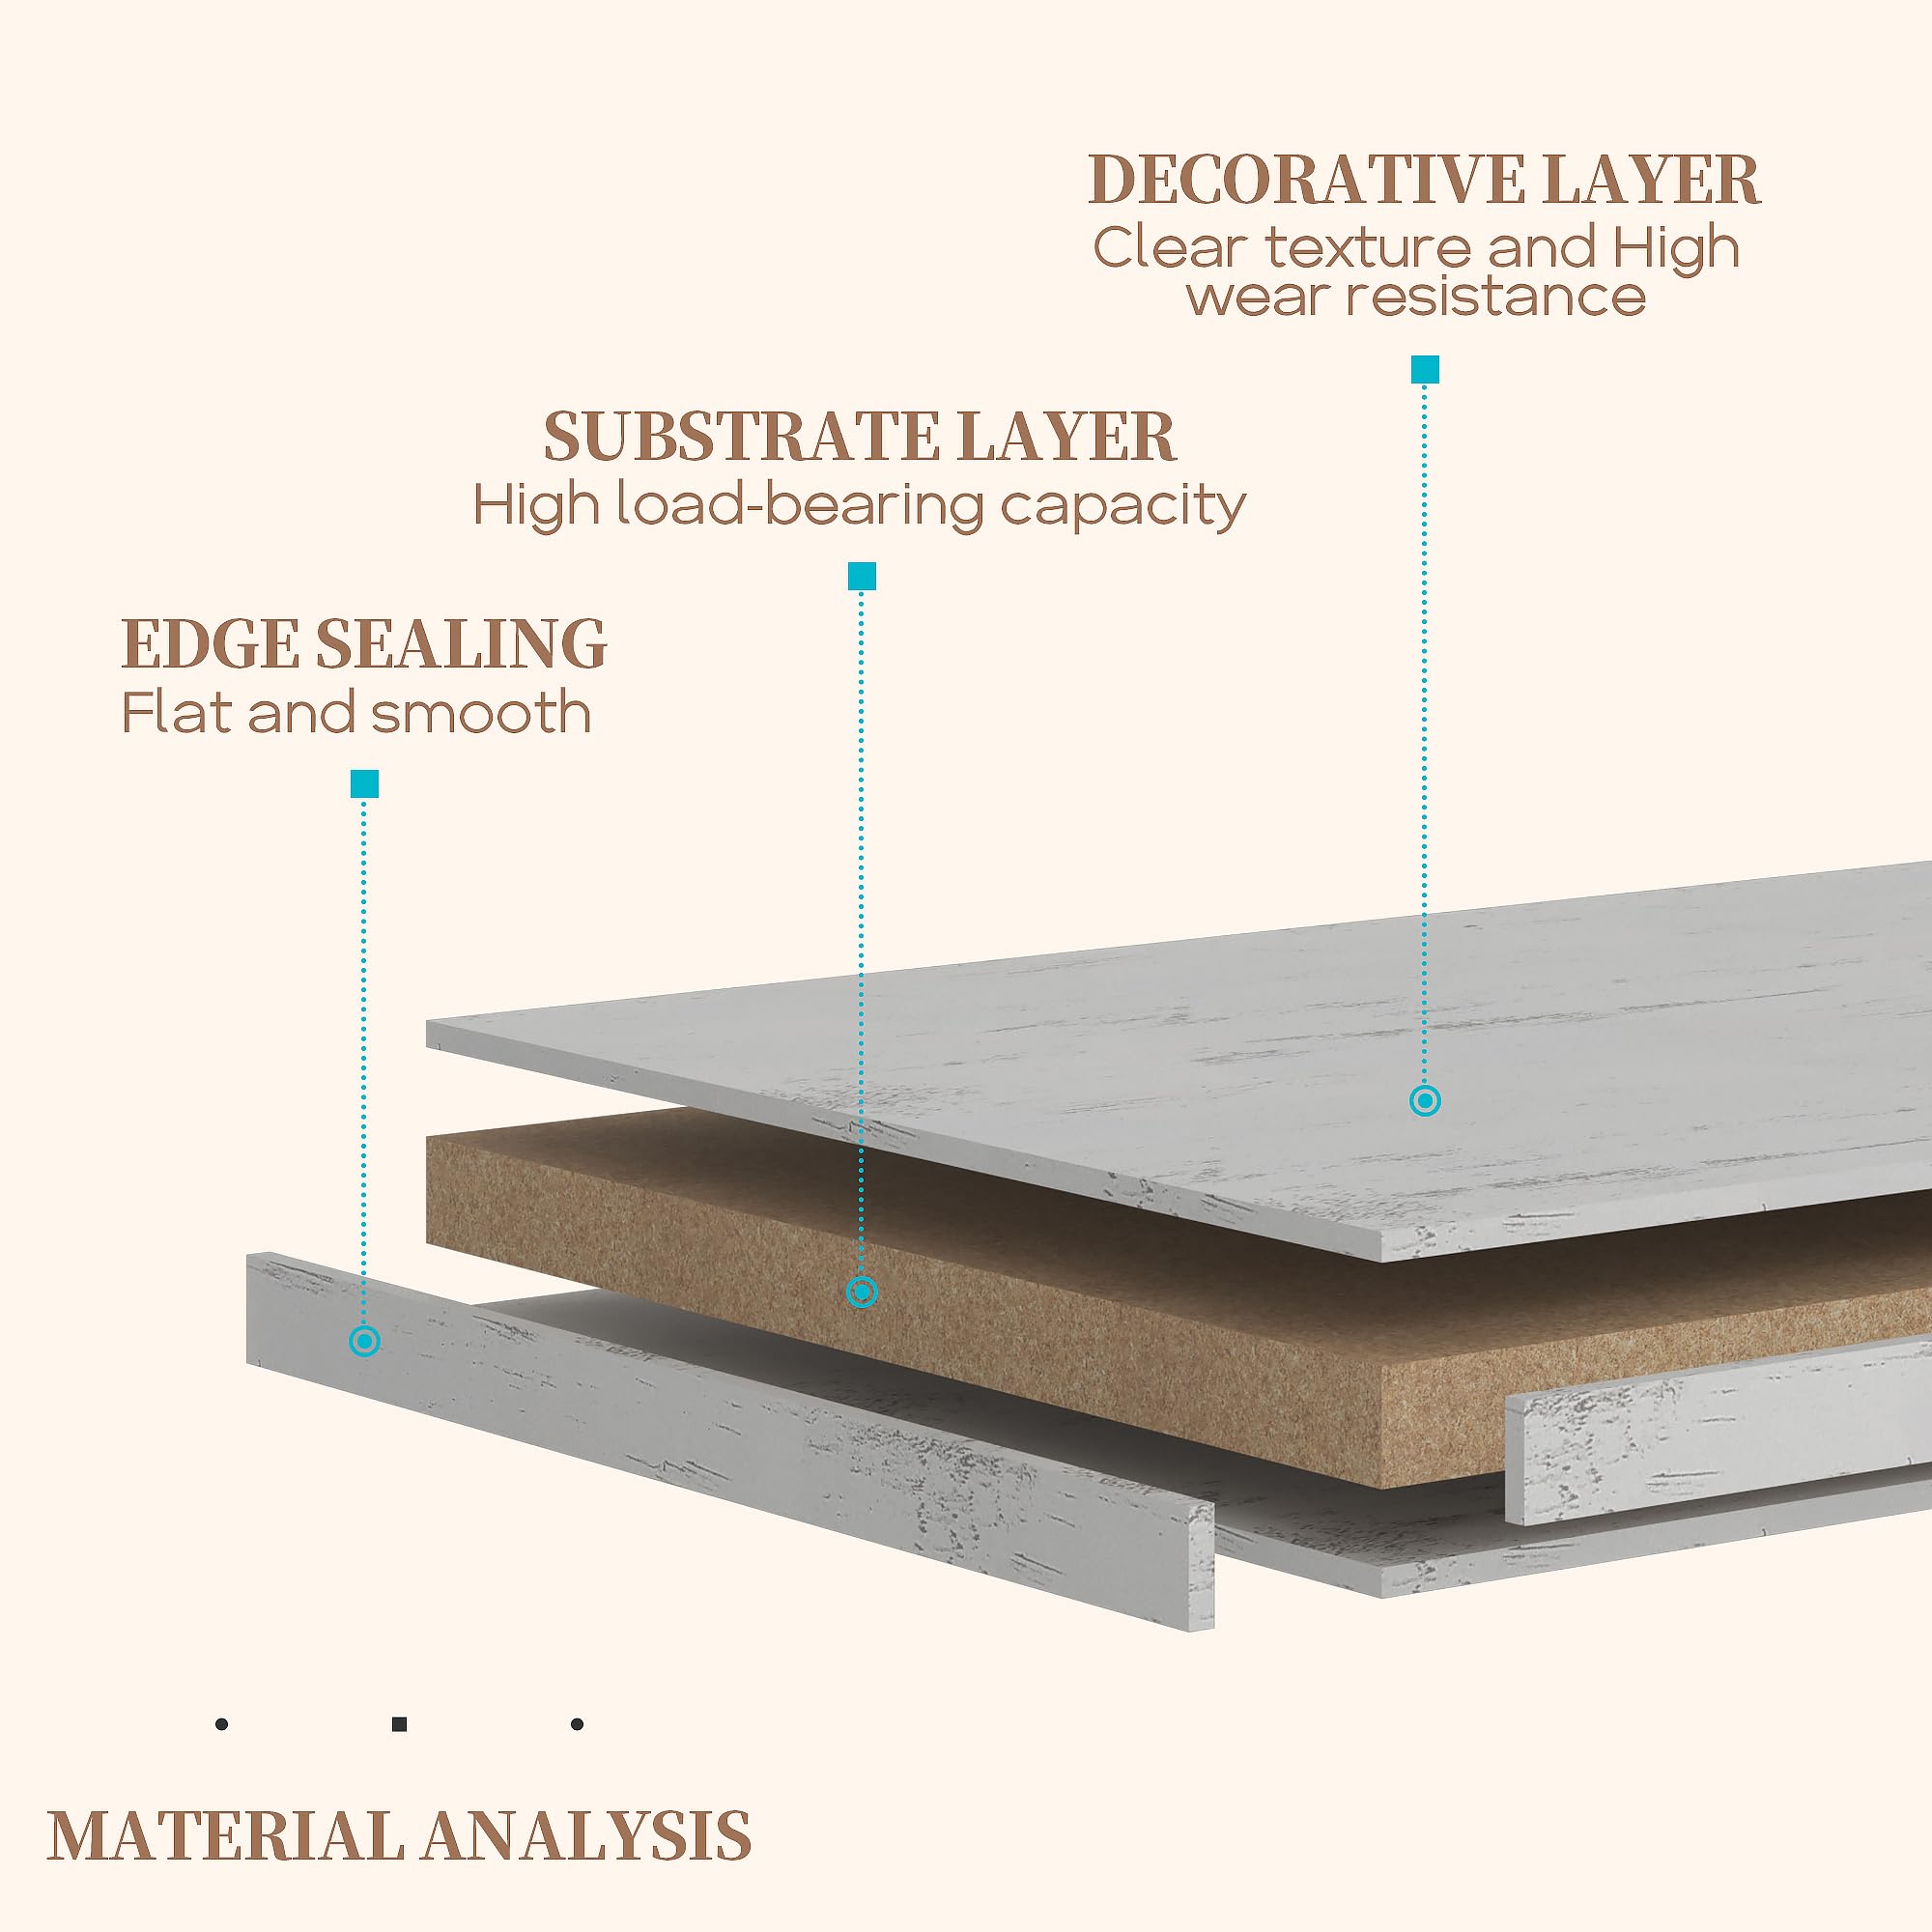 DECORATIVE LAYER
Clear texture and High
wear resistance
SUBSTRATE LAYER
High load-bearing capacity
EDGE SEALING
Flat and smooth
MATERIAL ANALYSIS